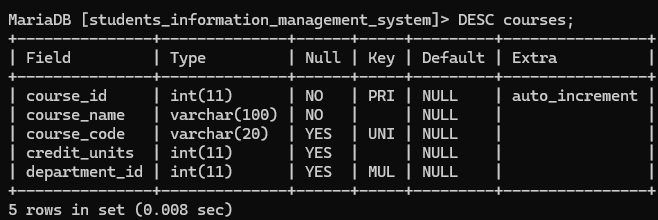 MariaDB [students_information_management_system]> DESC courses;
+---------------+--------------+------+-----+---------+----------------+
| Field         | Type         | Null | Key | Default | Extra          |
+---------------+--------------+------+-----+---------+----------------+
| course_id     | int(11)      | NO   | PRI | NULL    | auto_increment |
| course_name   | varchar(100) | NO   |     | NULL    |                |
| course_code   | varchar(20)  | YES  | UNI | NULL    |                |
| credit_units  | int(11)      | YES  |     | NULL    |                |
| department_id | int(11)      | YES  | MUL | NULL    |                |
+---------------+--------------+------+-----+---------+----------------+
5 rows in set (0.008 sec)